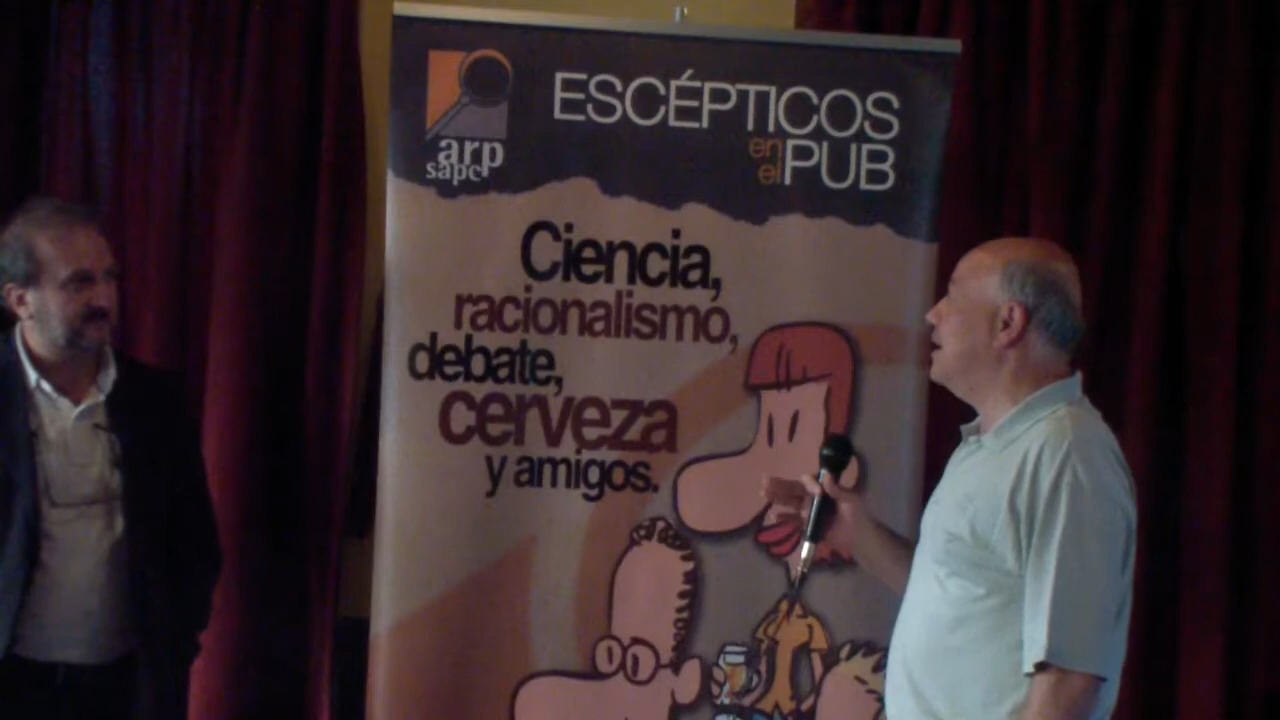 arp
sapc
ESCÉPTICOS
en el PUB
Ciencia,
racionalismo,
debate,
cerveza
y amigos.